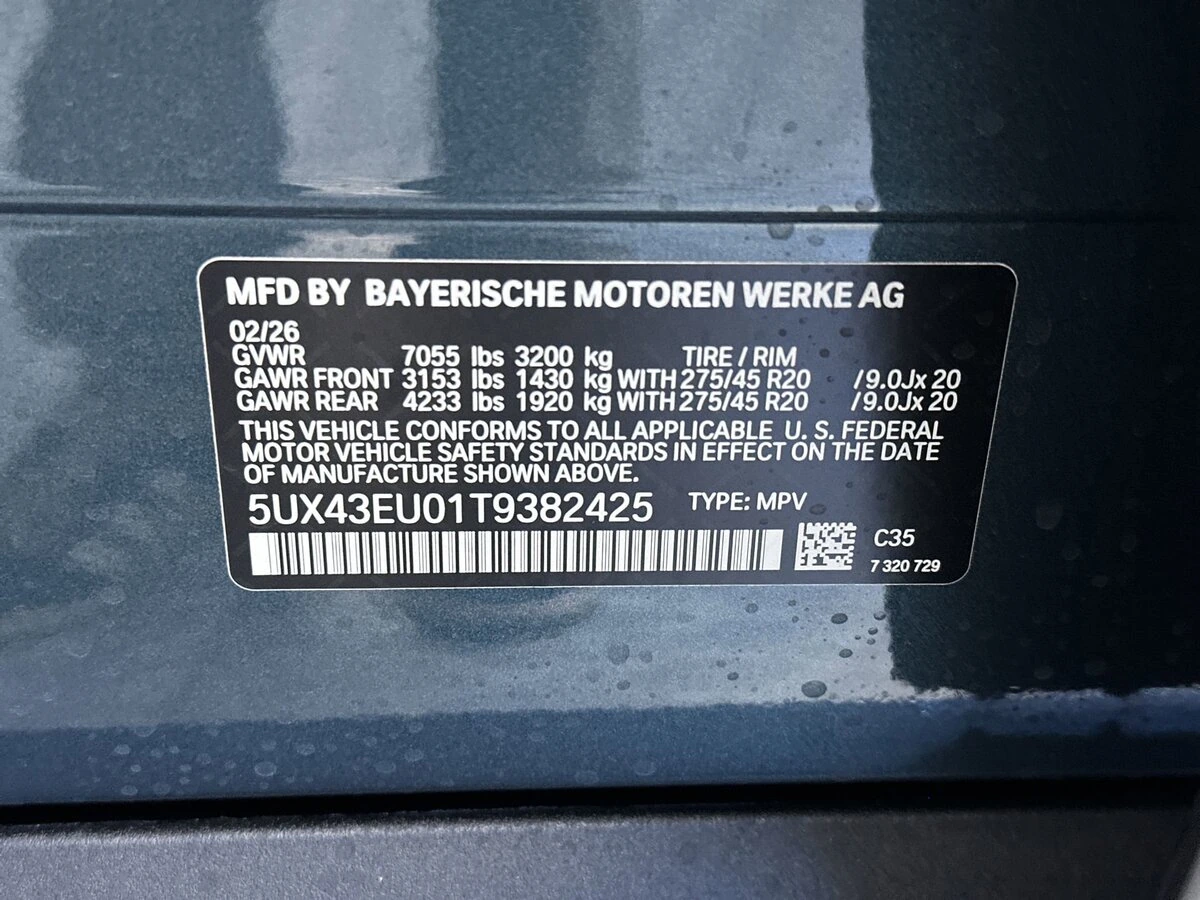 MFD BY BAYERISCHE MOTOREN WERKE AG
02/26
GVWR 7055 lbs 3200 kg TIRE / RIM
GAWR FRONT 3153 lbs 1430 kg WITH 275/45 R20 / 9.0Jx 20
GAWR REAR 4233 lbs 1920 kg WITH 275/45 R20 / 9.0Jx 20
THIS VEHICLE CONFORMS TO ALL APPLICABLE U. S. FEDERAL
MOTOR VEHICLE SAFETY STANDARDS IN EFFECT ON THE DATE
OF MANUFACTURE SHOWN ABOVE.
5UX43EU01T9382425 TYPE: MPV
C35
7 320 729